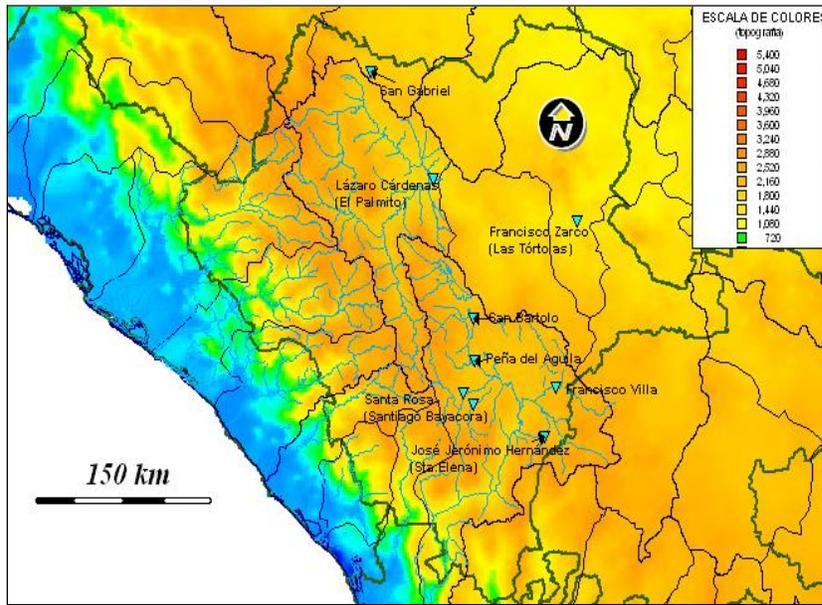 ESCALA DE COLORES
(topografía)
5,400
5,040
4,680
4,320
3,960
3,600
3,240
2,880
2,520
2,160
1,800
1,440
1,080
720
San Gabriel
N
Lázaro Cárdenas
(El Palmito)
Francisco Zarco
(Las Tórtolas)
San Bartolo
Peña del Aguila
Francisco Villa
Santa Rosa
(Santiago Bayacora)
José Jerónimo Hernández
(Sta.Elena)
150 km